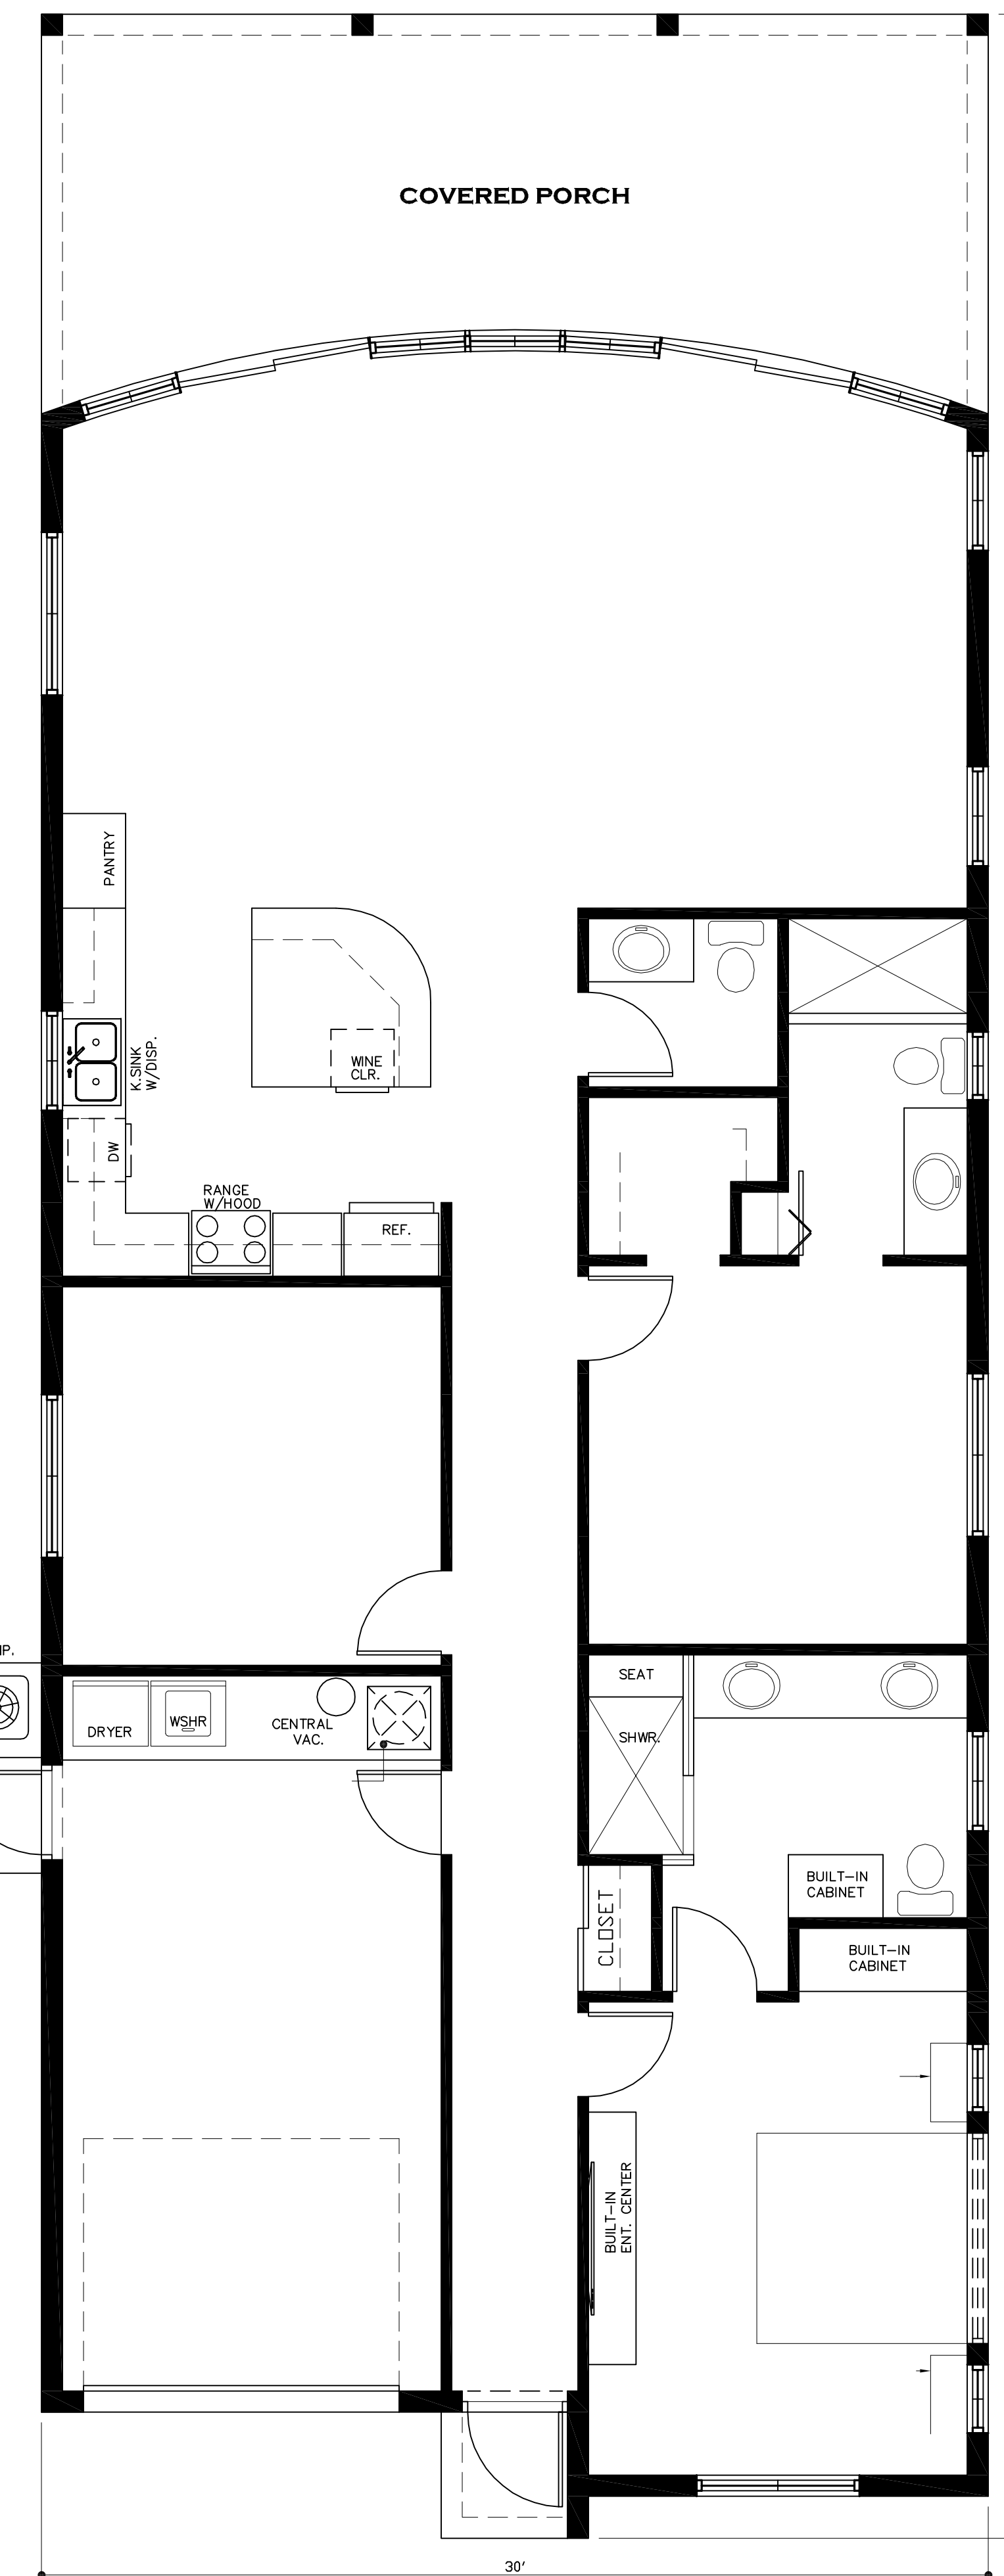 COVERED PORCH
PANTRY
K.SINK
W/DISP.
WINE
CLR.
DW
RANGE
W/HOOD
REF.
P.
SEAT
DRYER
WSHR
CENTRAL
VAC.
SHWR.
BUILT-IN
CABINET
CLOSET
BUILT-IN
CABINET
BUILT-IN
ENT. CENTER
30'